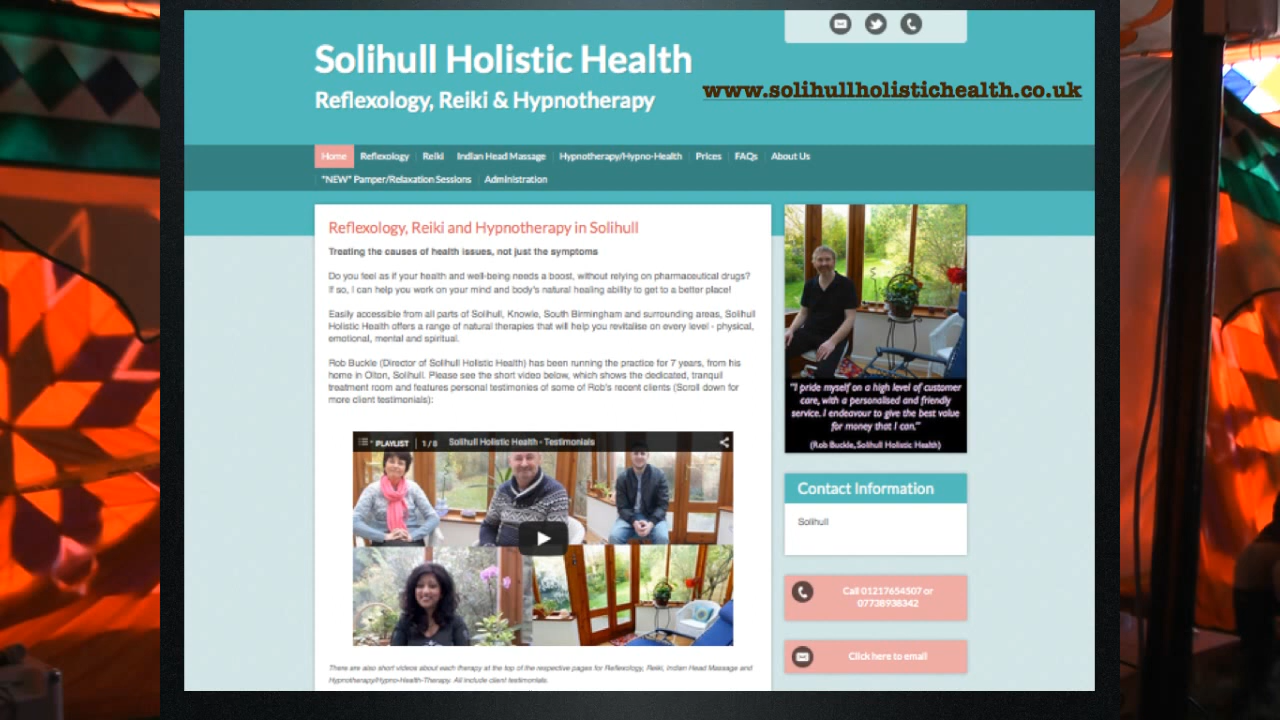 Solihull Holistic Health
Reflexology, Reiki & Hypnotherapy
www.solihullholistichealth.co.uk
Home Reflexology Reiki Indian Head Massage Hypnotherapy/Hypno-Health Prices FAQs About Us
"NEW" Pamper/Relaxation Sessions Administration
Reflexology, Reiki and Hypnotherapy in Solihull
Treating the causes of health issues, not just the symptoms
Do you feel as if your health and well-being needs a boost, without relying on pharmaceutical drugs?
If so, I can help you work on your mind and body's natural healing ability to get to a better place!
Easily accessible from all parts of Solihull, Knowle, South Birmingham and surrounding areas, Solihull
Holistic Health offers a range of natural therapies that will help you revitalise on every level - physical,
emotional, mental and spiritual.
Rob Buckle (Director of Solihull Holistic Health) has been running the practice for 7 years, from his
home in Olton, Solihull. Please see the short video below, which shows the dedicated, tranquil
treatment room and features personal testimonies of some of Rob's recent clients (Scroll down for
more client testimonials):
PLAYLIST 1/8 Solihull Holistic Health - Testimonials
There are also short videos about each therapy at the top of the respective pages for Reflexology, Reiki, Indian Head Massage and
Hypnotherapy/Hypno-Health-Therapy. All include client testimonials.
"I pride myself on a high level of customer
care, with a personalised and friendly
service. I endeavour to give the best value
for money that I can."
(Rob Buckle, Solihull Holistic Health)
Contact Information
Solihull
Call 01217654507 or
07738938342
Click here to email